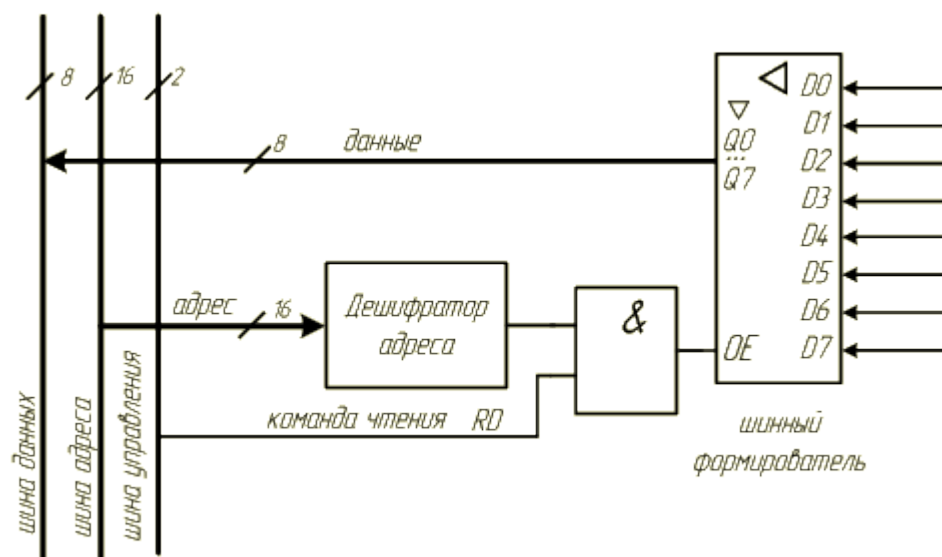 8
16
2
8
данные
Q0
...
Q7
D0
D1
D2
D3
D4
D5
D6
D7
адрес
16
Дешифратор
адреса
&
OE
команда чтения RD
шинный
формирователь
шина данных
шина адреса
шина управления